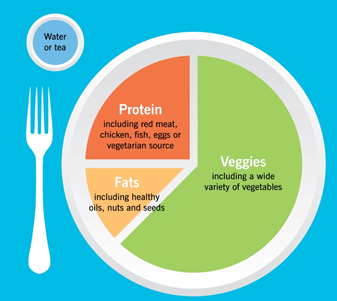 Water
or tea
Protein
including red meat,
chicken, fish, eggs or
vegetarian source
Veggies
including a wide
variety of vegetables
Fats
including healthy
oils, nuts and seeds